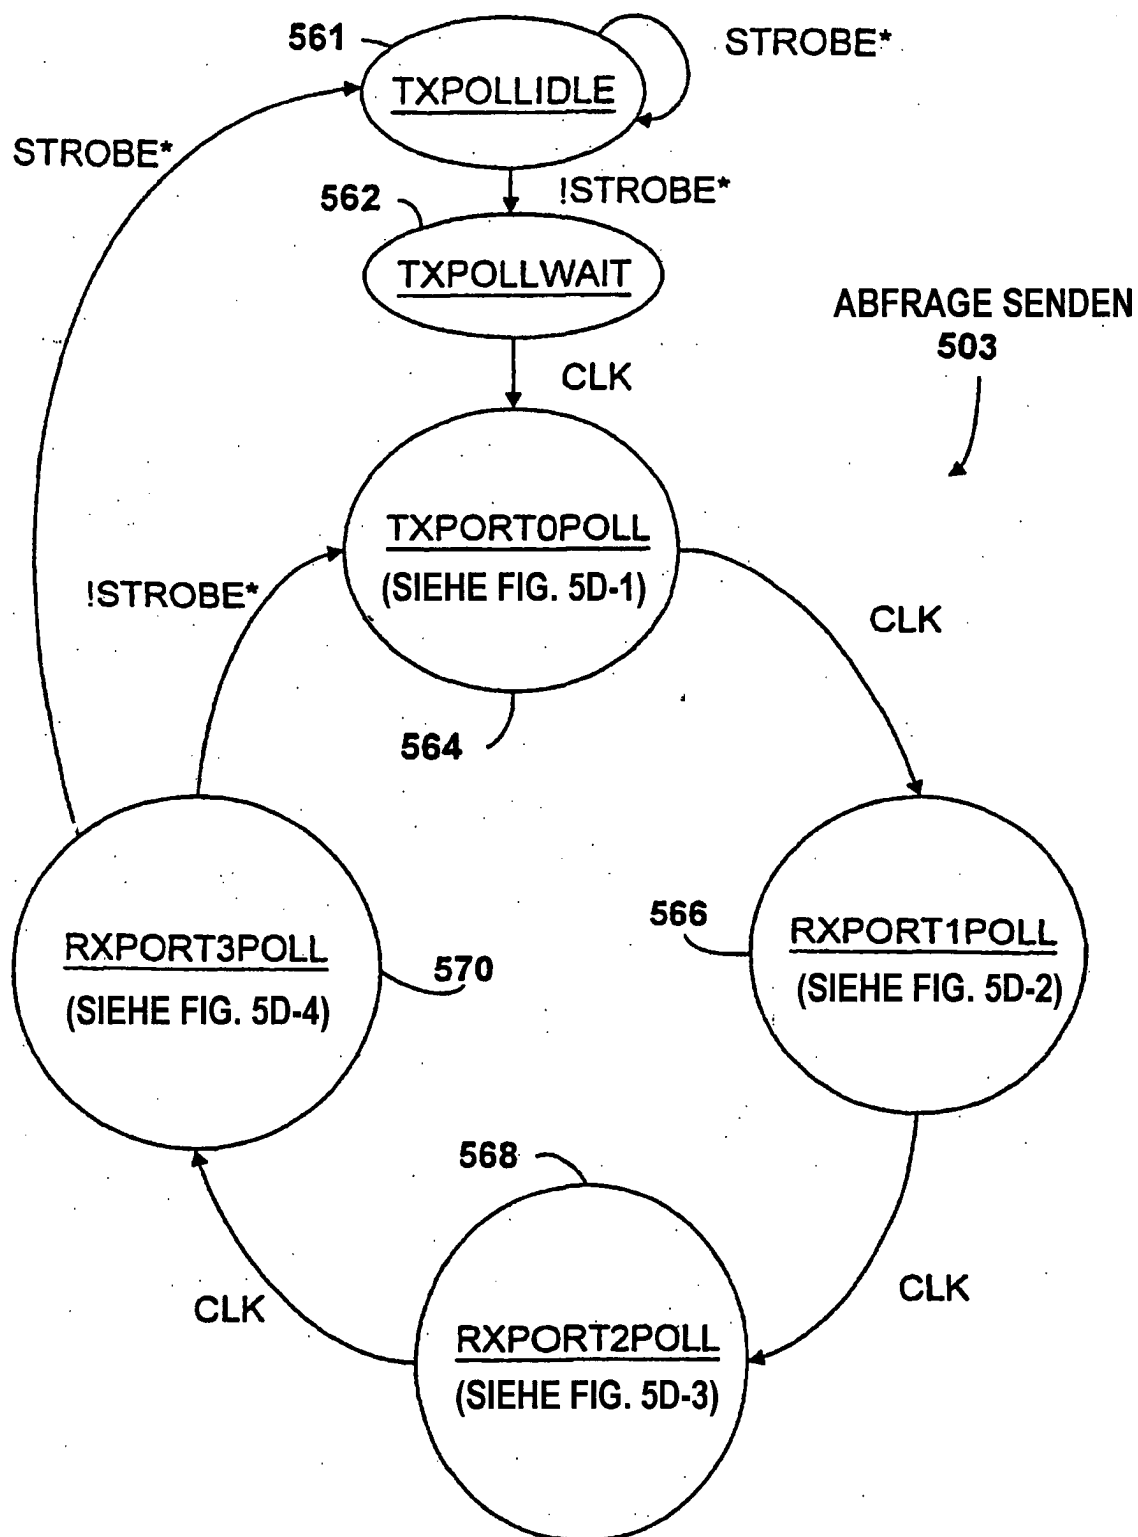 561
STROBE*
TXPOLLIDLE
STROBE*
!STROBE*
562
TXPOLLWAIT
ABFRAGE SENDEN
503
CLK
TXPORT0POLL
(SIEHE FIG. 5D-1)
!STROBE*
CLK
564
566
RXPORT1POLL
(SIEHE FIG. 5D-2)
RXPORT3POLL
(SIEHE FIG. 5D-4)
570
568
CLK
CLK
RXPORT2POLL
(SIEHE FIG. 5D-3)